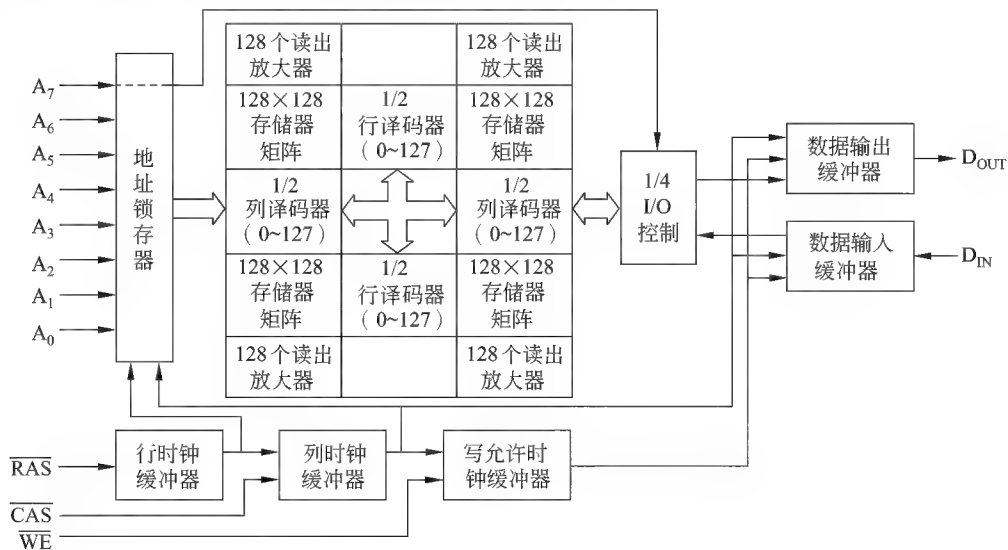 128个读出
放大器
128个读出
放大器
A7
A6
A5
A4
A3
A2
A1
A0
地
址
锁
存
器
128×128
存储器
矩阵
1/2
行译码器
(0~127)
128×128
存储器
矩阵
1/2
列译码器
(0~127)
1/2
列译码器
(0~127)
128×128
存储器
矩阵
1/2
行译码器
(0~127)
128×128
存储器
矩阵
128个读出
放大器
128个读出
放大器
1/4
I/O
控制
数据输出
缓冲器
DOUT
数据输入
缓冲器
DIN
RAS
行时钟
缓冲器
列时钟
缓冲器
写允许时
钟缓冲器
CAS
WE